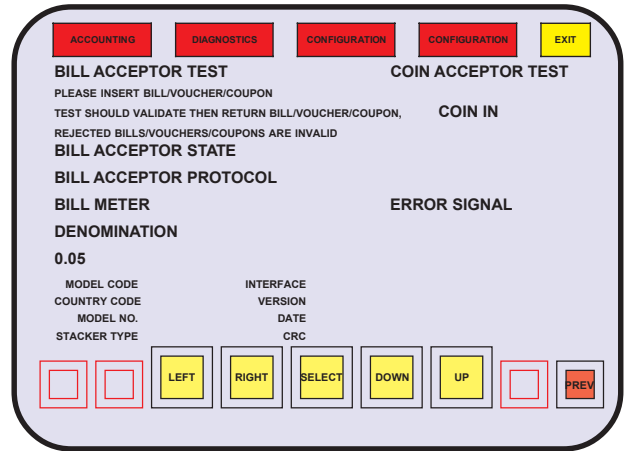 ACCOUNTING DIAGNOSTICS CONFIGURATION CONFIGURATION EXIT
BILL ACCEPTOR TEST COIN ACCEPTOR TEST
PLEASE INSERT BILL/VOUCHER/COUPON
TEST SHOULD VALIDATE THEN RETURN BILL/VOUCHER/COUPON, COIN IN
REJECTED BILLS/VOUCHERS/COUPONS ARE INVALID
BILL ACCEPTOR STATE
BILL ACCEPTOR PROTOCOL
BILL METER ERROR SIGNAL
DENOMINATION
0.05
MODEL CODE INTERFACE
COUNTRY CODE VERSION
MODEL NO. DATE
STACKER TYPE CRC
LEFT RIGHT SELECT DOWN UP PREV